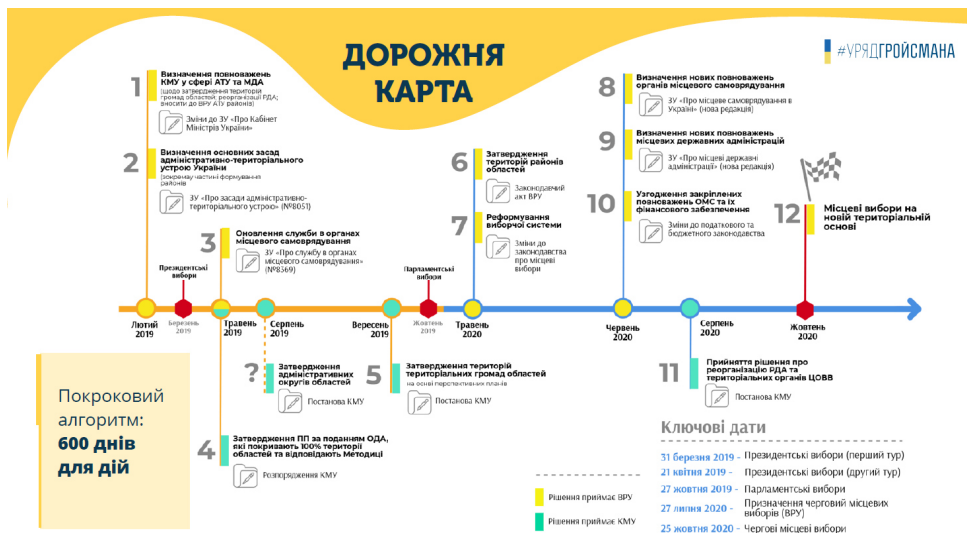 ДОРОЖНЯ
КАРТА
#УРЯДГРОЙСМАНА
1
Визначення повноважень
КМУ у сфері АТУ та МДА
(щодо затвердження територій
громад областей, реорганізації РДА;
вносити до ВРУ АТУ районів)
Зміни до ЗУ «Про Кабінет
Міністрів України»
2
Визначення основних засад
адміністративно-територіального
устрою України
(зокрема у частині формування
районів)
ЗУ «Про засади адміністративно-
територіального устрою» (№8051)
3
Оновлення служби в органах
місцевого самоврядування
ЗУ «Про службу в органах
місцевого самоврядування»
(№8569)
6
Затвердження
територій районів
областей
Законодавчий
акт ВРУ
7
Реформування
виборчої системи
Зміни до
законодавства
про місцеві
вибори
8
Визначення нових повноважень
органів місцевого самоврядування
ЗУ «Про місцеве самоврядування в
Україні» (нова редакція)
9
Визначення нових повноважень
місцевих державних адміністрацій
ЗУ «Про місцеві державні
адміністрації» (нова редакція)
10
Узгодження закріплених
повноважень ОМС та їх
фінансового забезпечення
Зміни до податкового та
бюджетного законодавства
12
Місцеві вибори на
новій територіальній
основі
Президентські
вибори
Парламентські
вибори
Лютий
2019
Березень
2019
Травень
2019
Серпень
2019
Вересень
2019
Жовтень
2019
Травень
2020
Червень
2020
Серпень
2020
Жовтень
2020
?
Затвердження
адміністративних
округів областей
Постанова КМУ
5
Затвердження територій
територіальних громад областей
на основі перспективних планів
Постанова КМУ
11
Прийняття рішення про
реорганізацію РДА та
територіальних органів ЦОВВ
Постанова КМУ
4
Затвердження ПП за поданням ОДА,
які покривають 100% території
областей та відповідають Методиці
Розпорядження КМУ
Покроковий
алгоритм:
600 днів
для дій
Рішення приймає ВРУ
Рішення приймає КМУ
Ключові дати
31 березня 2019 - Президентські вибори (перший тур)
21 квітня 2019 - Президентські вибори (другий тур)
27 жовтня 2019 - Парламентські вибори
27 липня 2020 - Призначення черговий місцевих
виборів (ВРУ)
25 жовтня 2020 - Чергові місцеві вибори